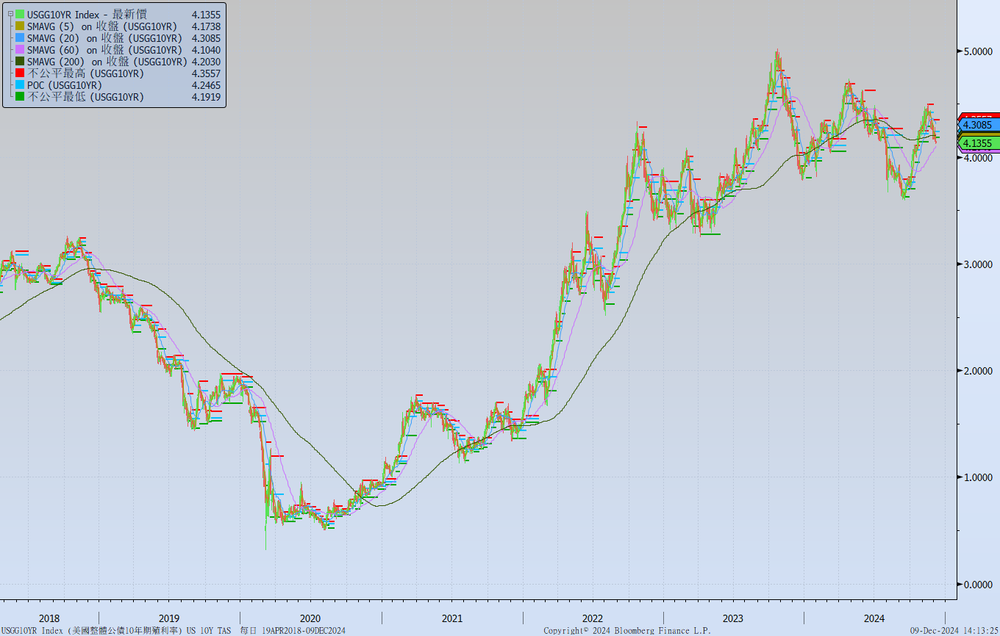 USGG10YR Index - 最新價 4.1355
SMAVG (5) on 收盤 (USGG10YR) 4.1738
SMAVG (20) on 收盤 (USGG10YR) 4.3085
SMAVG (60) on 收盤 (USGG10YR) 4.1040
SMAVG (200) on 收盤 (USGG10YR) 4.2030
不公平最高 (USGG10YR) 4.3557
POC (USGG10YR) 4.2465
不公平最低 (USGG10YR) 4.1919
5.0000
4.3085
4.1355
4.0000
3.0000
2.0000
1.0000
0.0000
2018 2019 2020 2021 2022 2023 2024
USGG10YR Index (美國整體公債10年期殖利率) US 10Y TAS 每日 19APR2018-09DEC2024 Copyright© 2024 Bloomberg Finance L.P. 09-Dec-2024 14:13:25